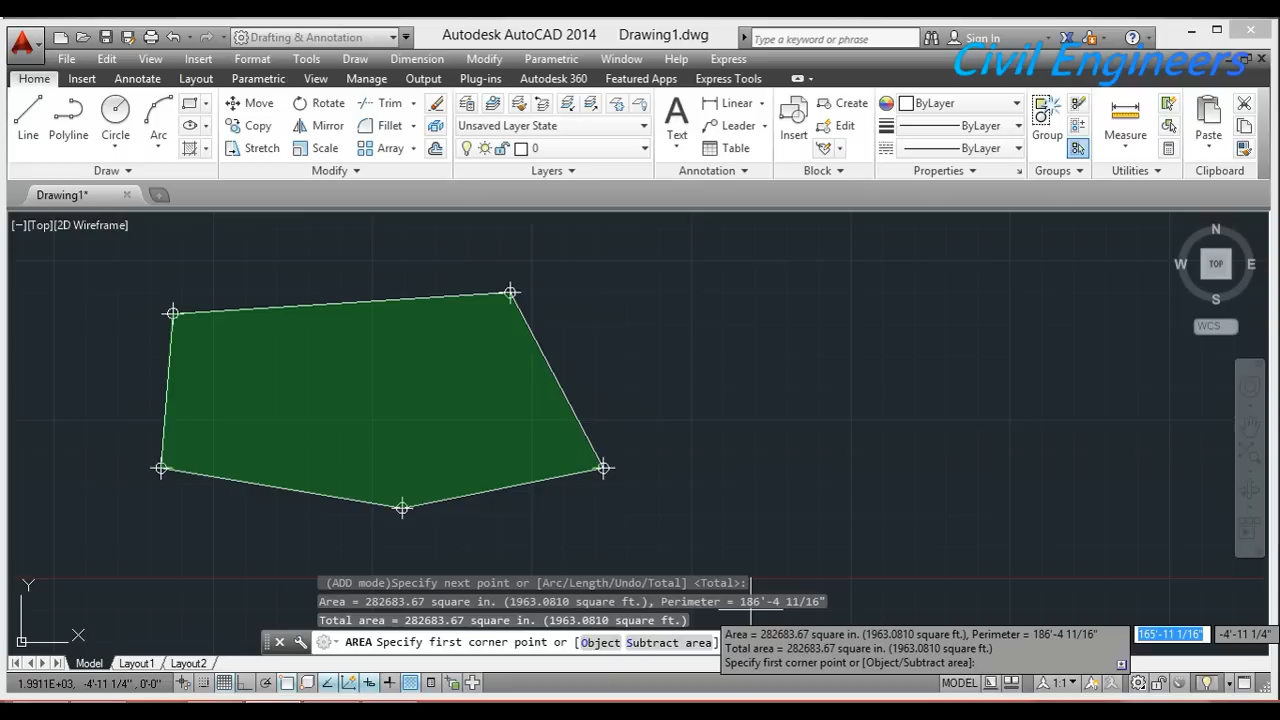 Drafting & Annotation
Autodesk AutoCAD 2014 Drawing1.dwg
Type a keyword or phrase
Sign In
Civil Engineers
File Edit View Insert Format Tools Draw Dimension Modify Parametric Window Help Express
Home Insert Annotate Layout Parametric View Manage Output Plug-ins Autodesk 360 Featured Apps Express Tools
Line Polyline Circle Arc
Move Rotate Trim
Copy Mirror Fillet
Stretch Scale Array
Unsaved Layer State
0
Text
Linear
Leader
Table
Insert
Create
Edit
ByLayer
ByLayer
ByLayer
Group
Measure
Paste
Draw Modify Layers Annotation Block Properties Groups Utilities Clipboard
Drawing1*
[−][Top][2D Wireframe]
N
W TOP E
S
WCS
Y
X
(ADD mode)Specify next point or [Arc/Length/Undo/Total] <Total>:
Area = 282683.67 square in. (1963.0810 square ft.), Perimeter = 186'-4 11/16"
Total area = 282683.67 square in. (1963.0810 square ft.)
AREA Specify first corner point or [Object Subtract area]
Area = 282683.67 square in. (1963.0810 square ft.), Perimeter = 186'-4 11/16"
Total area = 282683.67 square in. (1963.0810 square ft.)
Specify first corner point or [Object/Subtract area]:
165'-11 1/16" -4'-11 1/4"
Model Layout1 Layout2
1.9911E+03, -4'-11 1/4", 0'-0"
MODEL
1:1